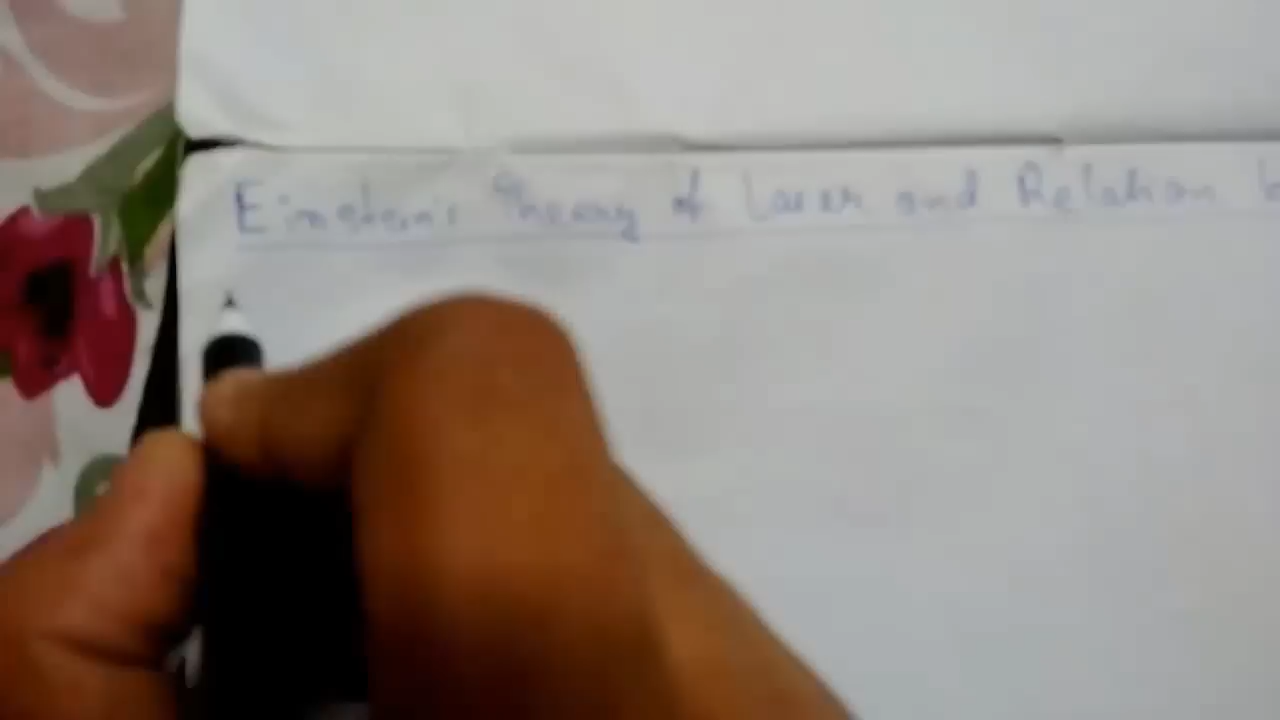 Einstein's Theory of Laser and Relation b